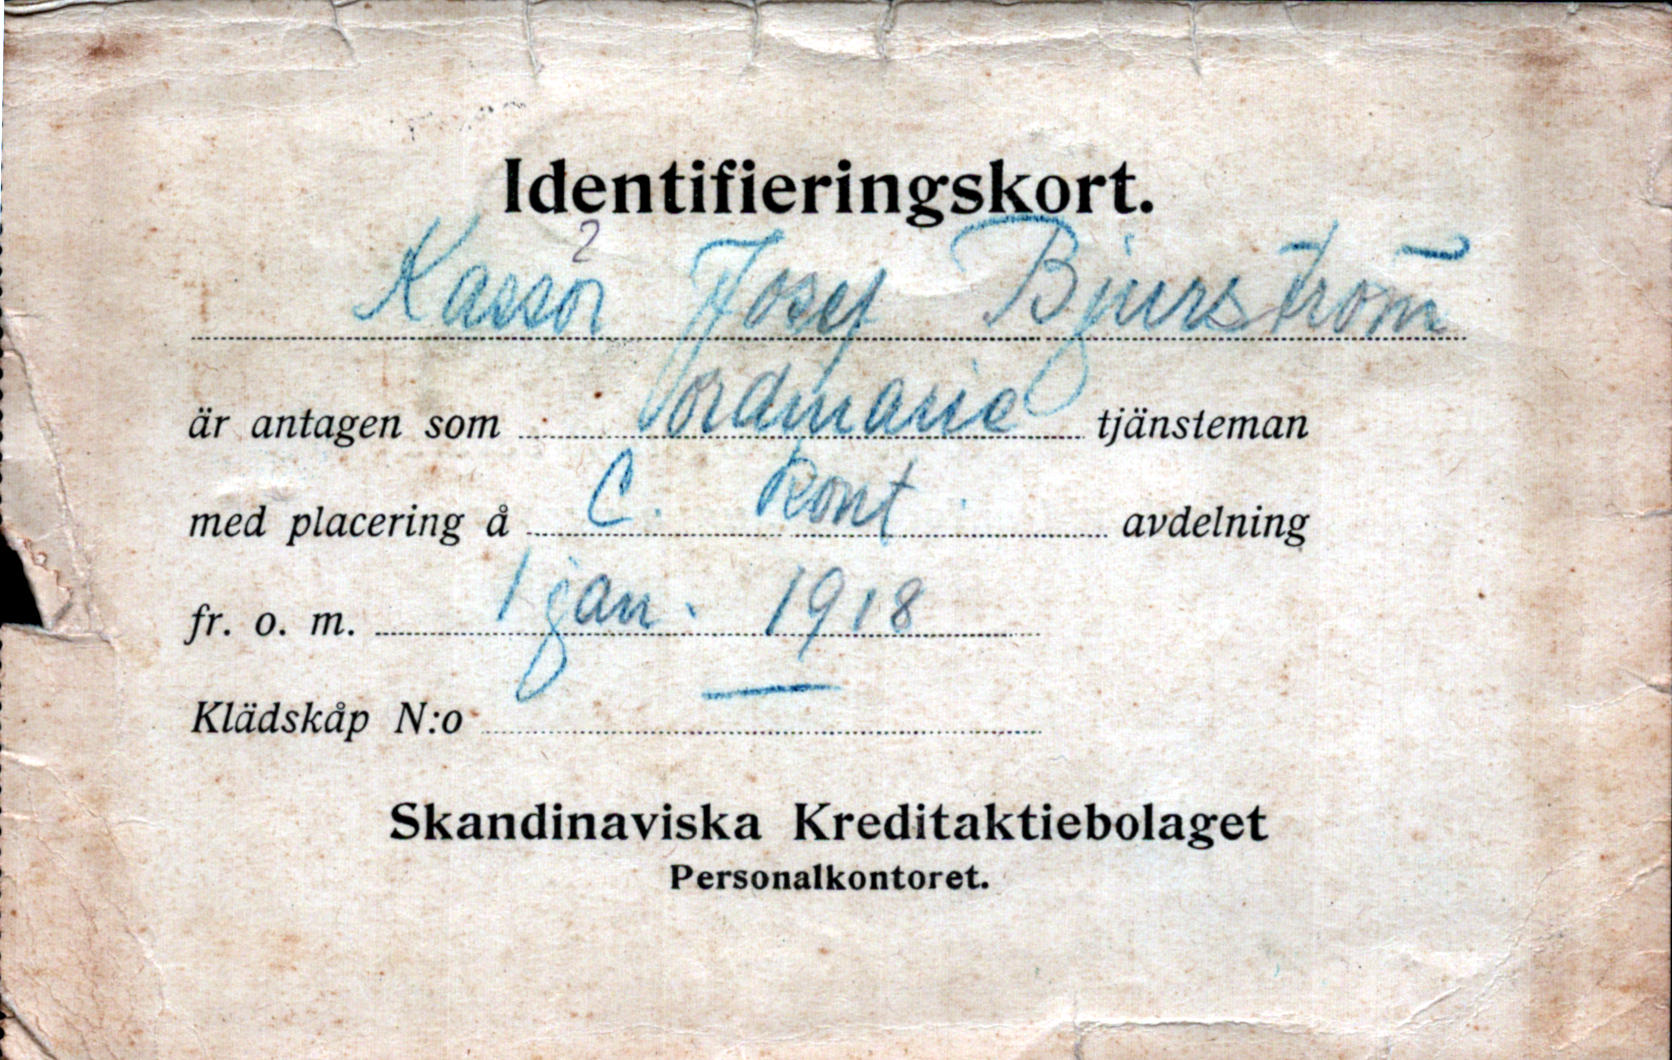 Identifieringskort.
Kassör Josef Bjurström
är antagen som ordinarie tjänsteman
med placering å C. Kont. avdelning
fr. o. m. 1 jan. 1918
Klädskåp N:o
Skandinaviska Kreditaktiebolaget
Personalkontoret.